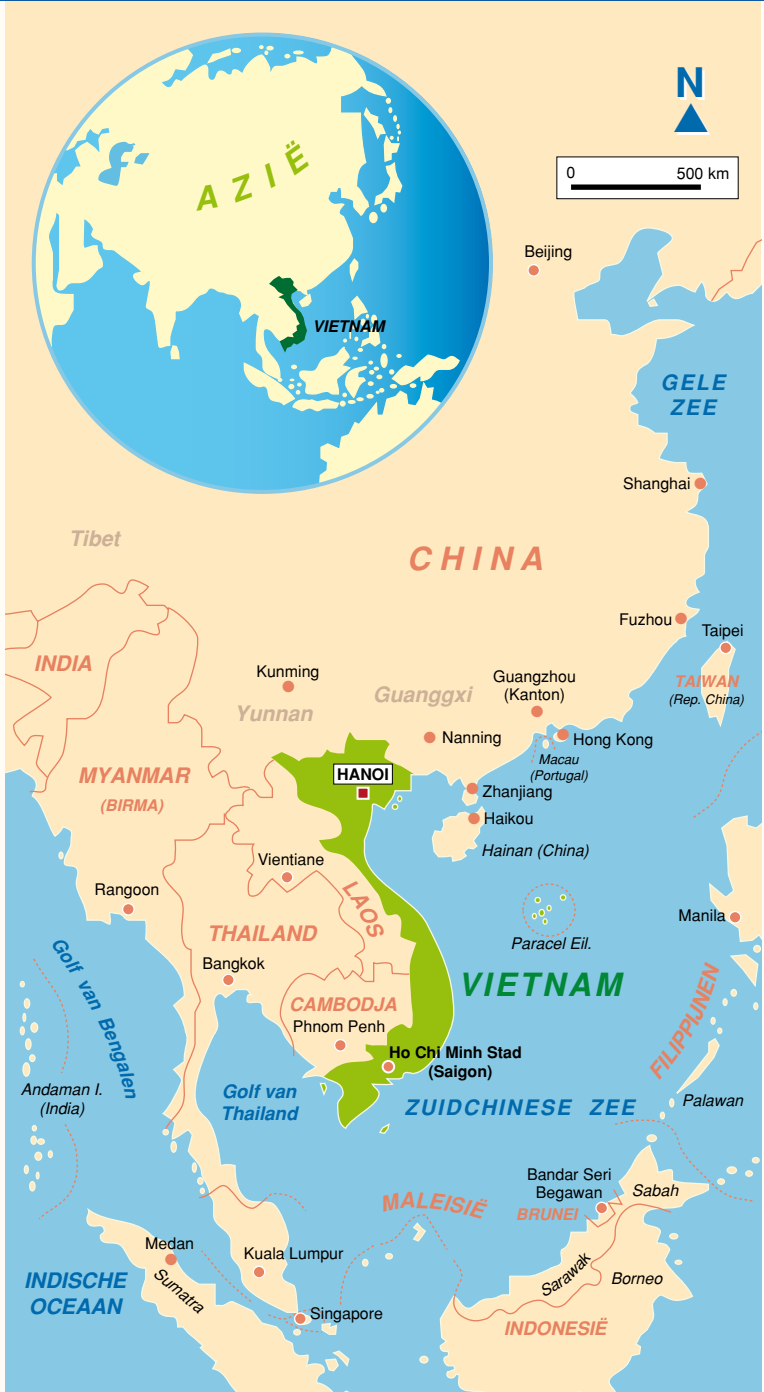 N
0 500 km
AZIË
VIETNAM
Beijing
GELE
ZEE
Shanghai
Tibet
CHINA
Fuzhou
Taipei
INDIA
Kunming
Guangzhou
(Kanton)
TAIWAN
(Rep. China)
Guanggxi
Yunnan
Nanning
Hong Kong
Macau
(Portugal)
HANOI
MYANMAR
(BIRMA)
Zhanjiang
Haikou
Hainan (China)
Vientiane
LAOS
Rangoon
Manila
THAILAND
Paracel Eil.
Bangkok
VIETNAM
Golf van Bengalen
CAMBODJA
Phnom Penh
FILIPPIJNEN
Ho Chi Minh Stad
(Saigon)
Andaman I.
(India)
Golf van
Thailand
ZUIDCHINESE ZEE
Palawan
Bandar Seri
Begawan
Sabah
MALEISIË
BRUNEI
Medan
Kuala Lumpur
Sumatra
Sarawak
Borneo
INDISCHE
OCEAAN
Singapore
INDONESIË